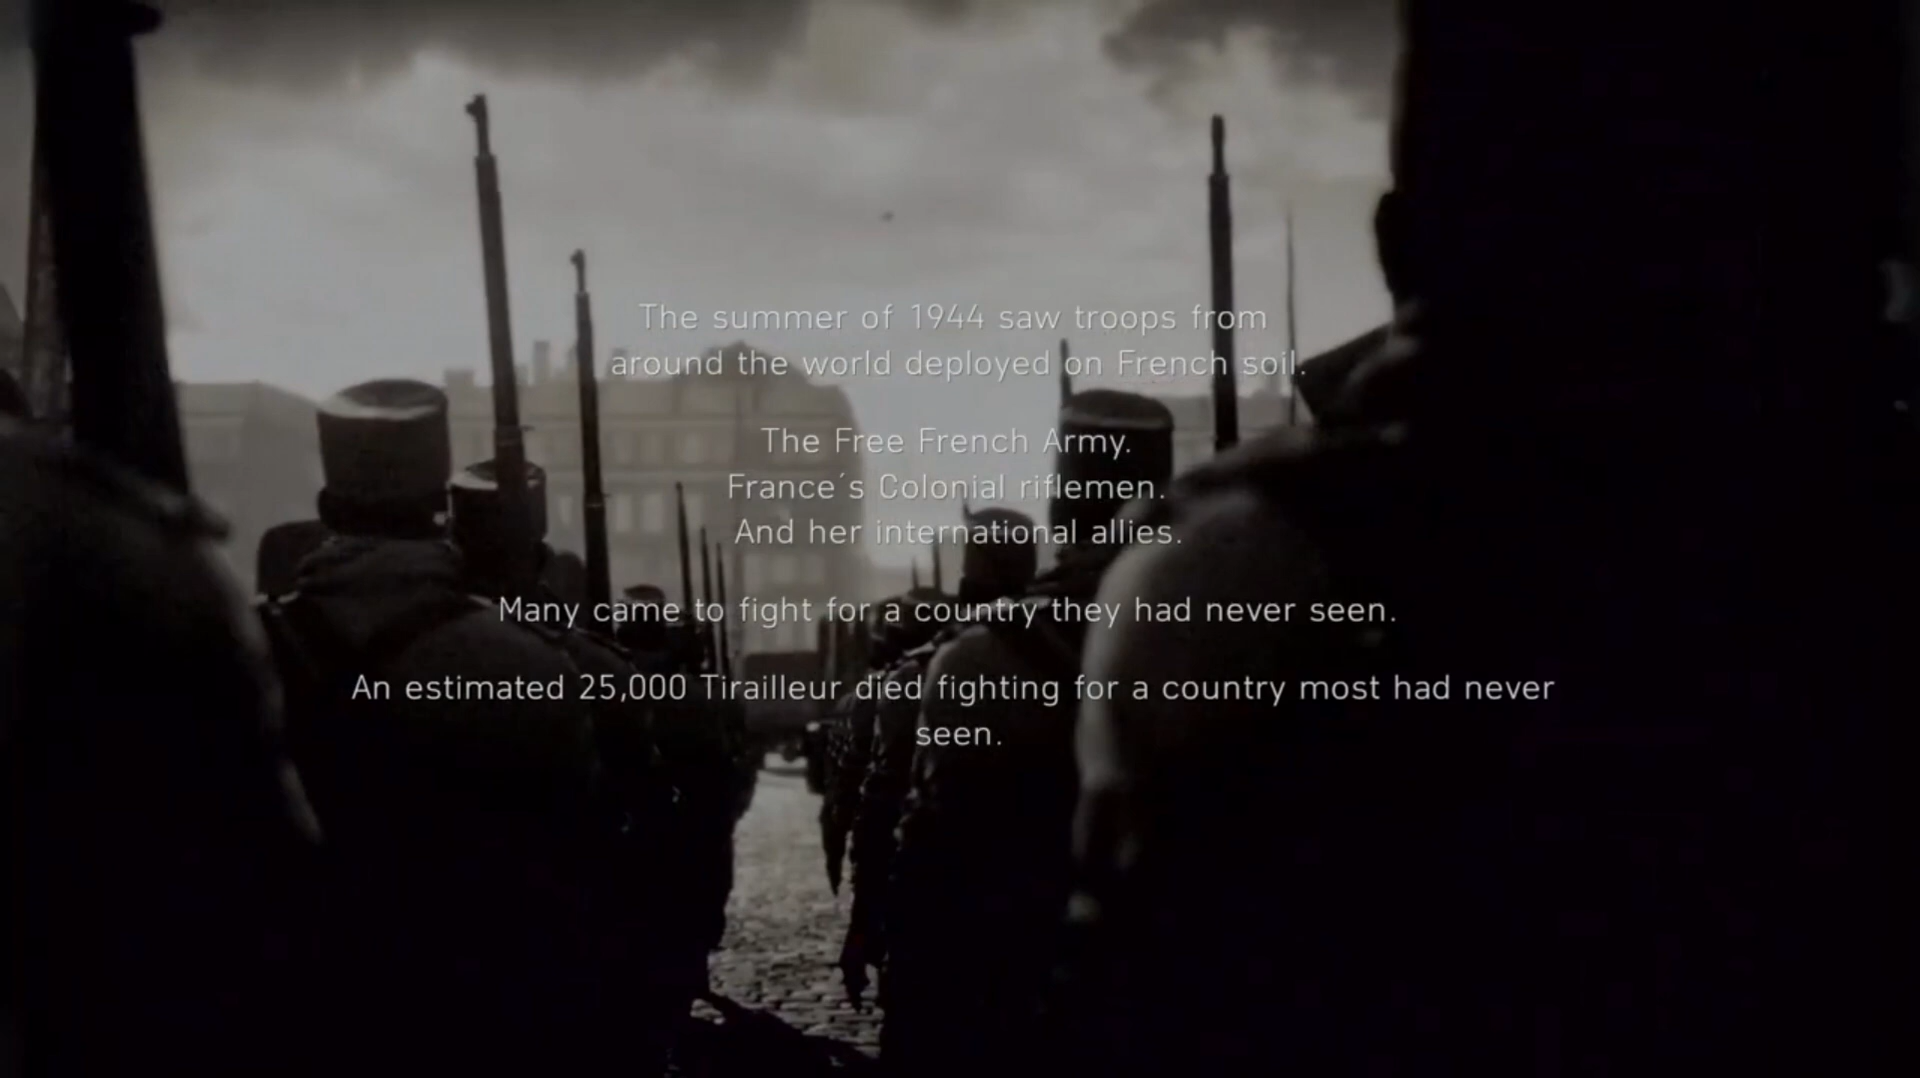 The summer of 1944 saw troops from
around the world deployed on French soil.
The Free French Army.
France´s Colonial riflemen.
And her international allies.
Many came to fight for a country they had never seen.
An estimated 25,000 Tirailleur died fighting for a country most had never
seen.